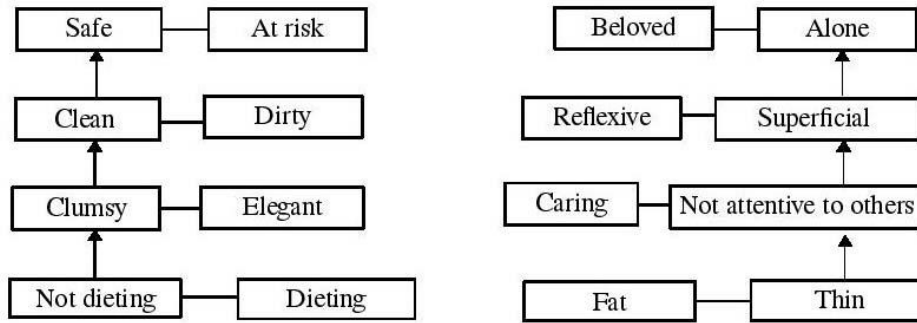 Safe
At risk
Beloved
Alone
Clean
Dirty
Reflexive
Superficial
Clumsy
Elegant
Caring
Not attentive to others
Not dieting
Dieting
Fat
Thin